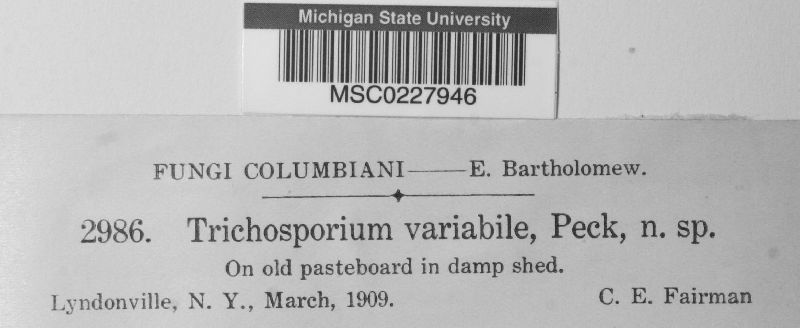 Michigan State University
MSC0227946
FUNGI COLUMBIANI——E. Bartholomew.
2986. Trichosporium variabile, Peck, n. sp.
On old pasteboard in damp shed.
Lyndonville, N. Y., March, 1909. C. E. Fairman